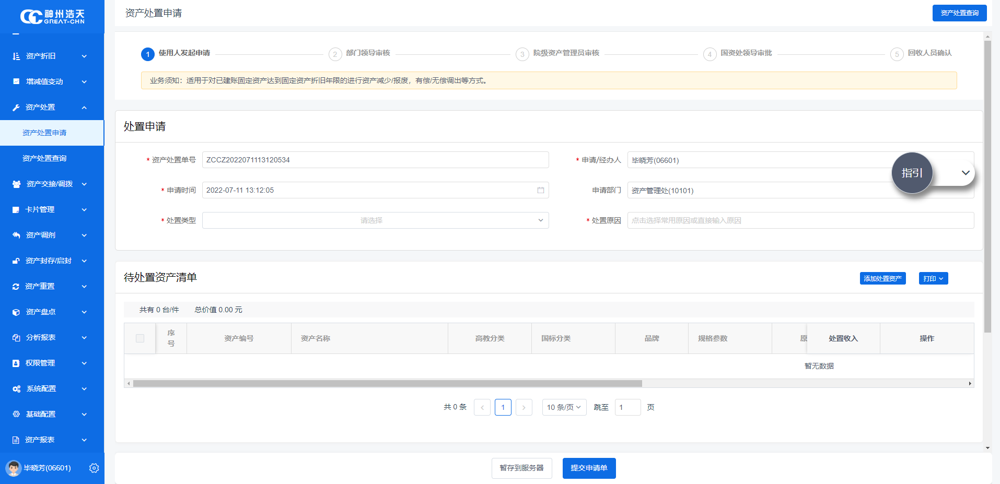 神州浩天
GREAT-CHN
资产折旧
增减值变动
资产处置
资产处置申请
资产处置查询
资产交接/调拨
卡片管理
资产调剂
资产封存/启封
资产重置
资产盘点
分析报表
权限管理
系统配置
基础配置
资产报表
毕晓芳(06601)
资产处置申请
资产处置查询
1 使用人发起申请
2 部门领导审核
3 院级资产管理员审核
4 国资处领导审批
5 回收人员确认
业务须知：适用于对已建账固定资产达到固定资产折旧年限的进行资产减少/报废，有偿/无偿调出等方式。
处置申请
* 资产处置单号 ZCCZ2022071113120534
* 申请/经办人 毕晓芳(06601)
* 申请时间 2022-07-11 13:12:05
申请部门 资产管理处(10101)
* 处置类型 请选择
* 处置原因 点击选择常用原因或直接输入原因
指引
待处置资产清单
添加处置资产
打印
共有 0 台/件 总价值 0.00 元
序号 资产编号 资产名称 高教分类 国标分类 品牌 规格参数 原 处置收入 操作
暂无数据
共 0 条 1 10 条/页 跳至 1 页
暂存到服务器
提交申请单